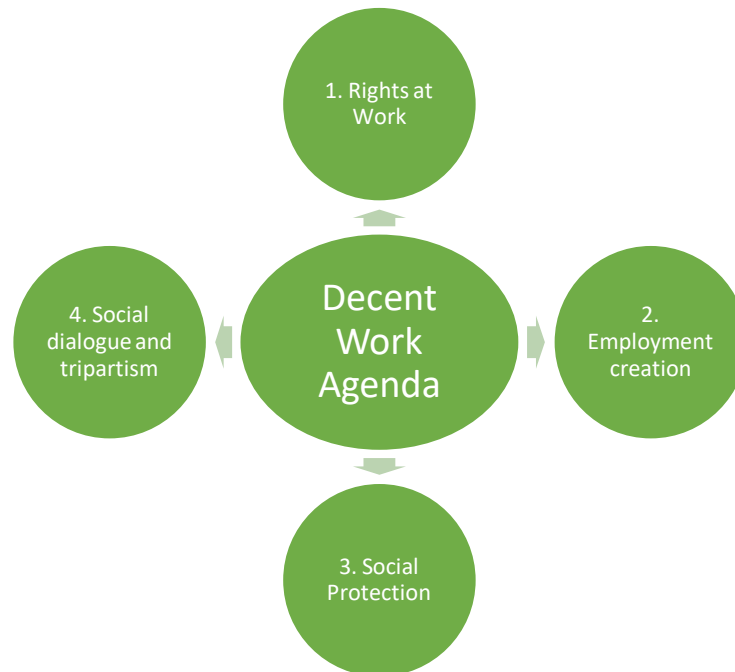 1. Rights at
Work
Decent
Work
Agenda
4. Social
dialogue and
tripartism
2.
Employment
creation
3. Social
Protection